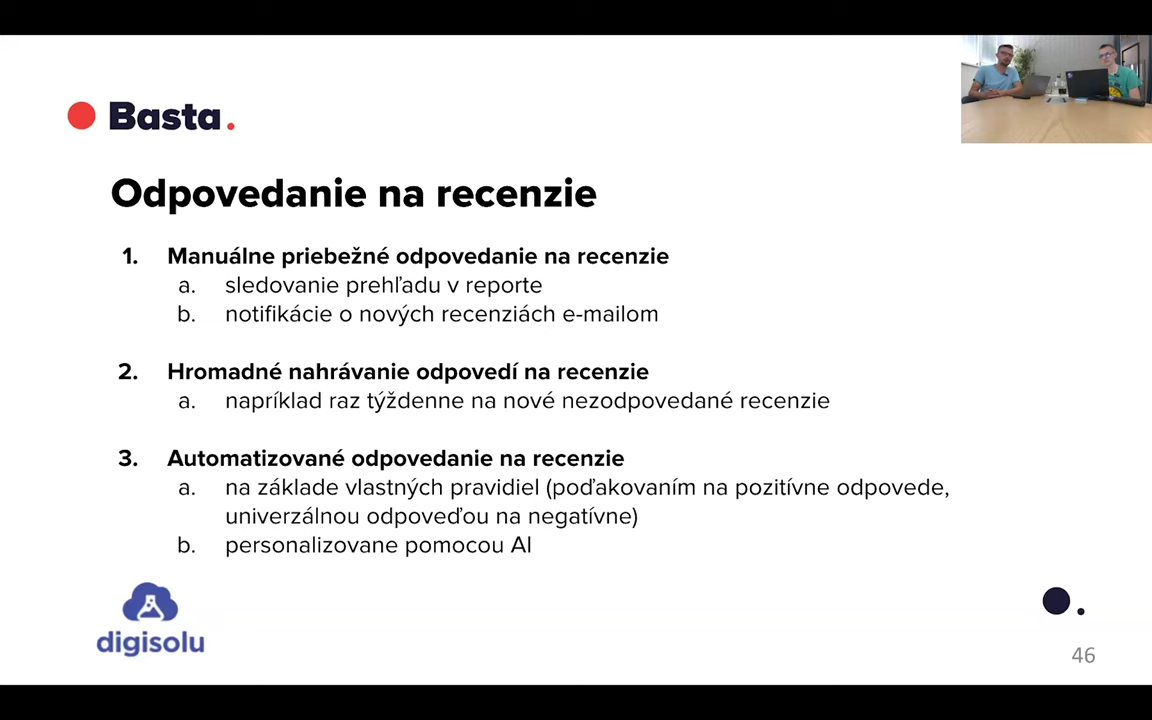 Basta.
Odpovedanie na recenzie
1. Manuálne priebežné odpovedanie na recenzie
a. sledovanie prehľadu v reporte
b. notifikácie o nových recenziách e-mailom
2. Hromadné nahrávanie odpovedí na recenzie
a. napríklad raz týždenne na nové nezodpovedané recenzie
3. Automatizované odpovedanie na recenzie
a. na základe vlastných pravidiel (poďakovaním na pozitívne odpovede,
univerzálnou odpoveďou na negatívne)
b. personalizovane pomocou AI
digisolu
46